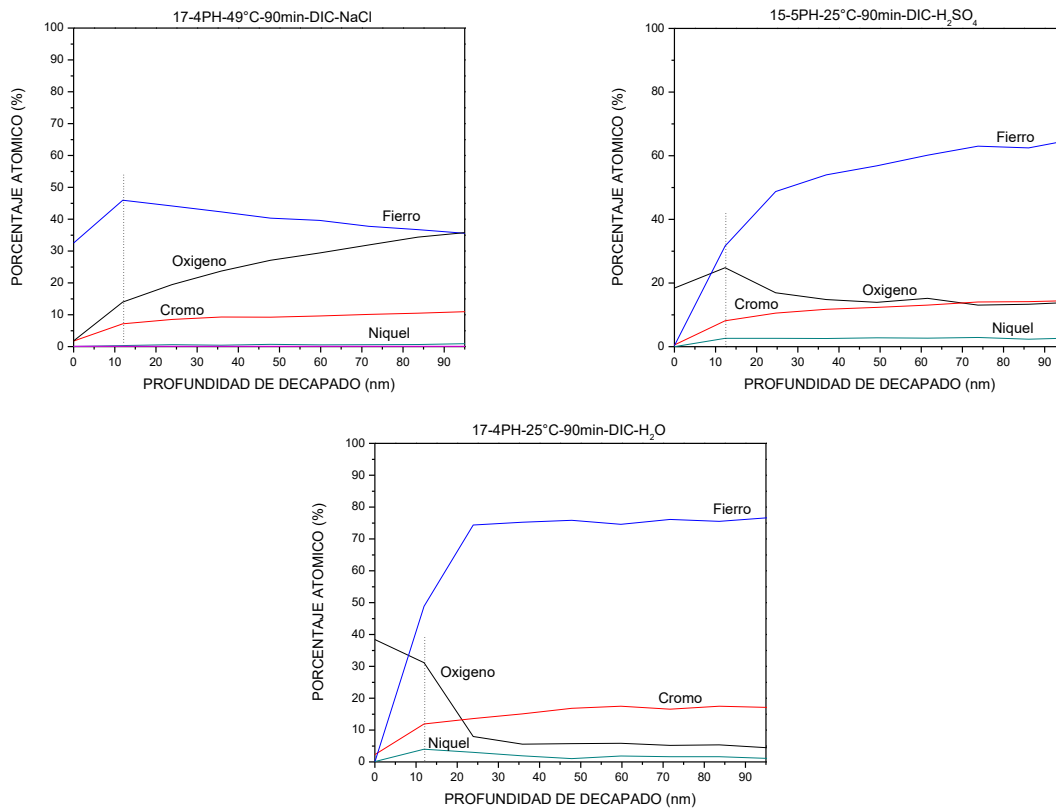 17-4PH-49°C-90min-DIC-NaCl
PORCENTAJE ATOMICO (%)
100
90
80
70
60
50
40
30
20
10
0
Fierro
Oxigeno
Cromo
Niquel
0 10 20 30 40 50 60 70 80 90
PROFUNDIDAD DE DECAPADO (nm)
15-5PH-25°C-90min-DIC-H₂SO₄
PORCENTAJE ATOMICO (%)
100
80
60
40
20
0
Fierro
Oxigeno
Cromo
Niquel
0 10 20 30 40 50 60 70 80 90
PROFUNDIDAD DE DECAPADO (nm)
17-4PH-25°C-90min-DIC-H₂O
PORCENTAJE ATOMICO (%)
100
90
80
70
60
50
40
30
20
10
0
Fierro
Oxigeno
Cromo
Niquel
0 10 20 30 40 50 60 70 80 90
PROFUNDIDAD DE DECAPADO (nm)